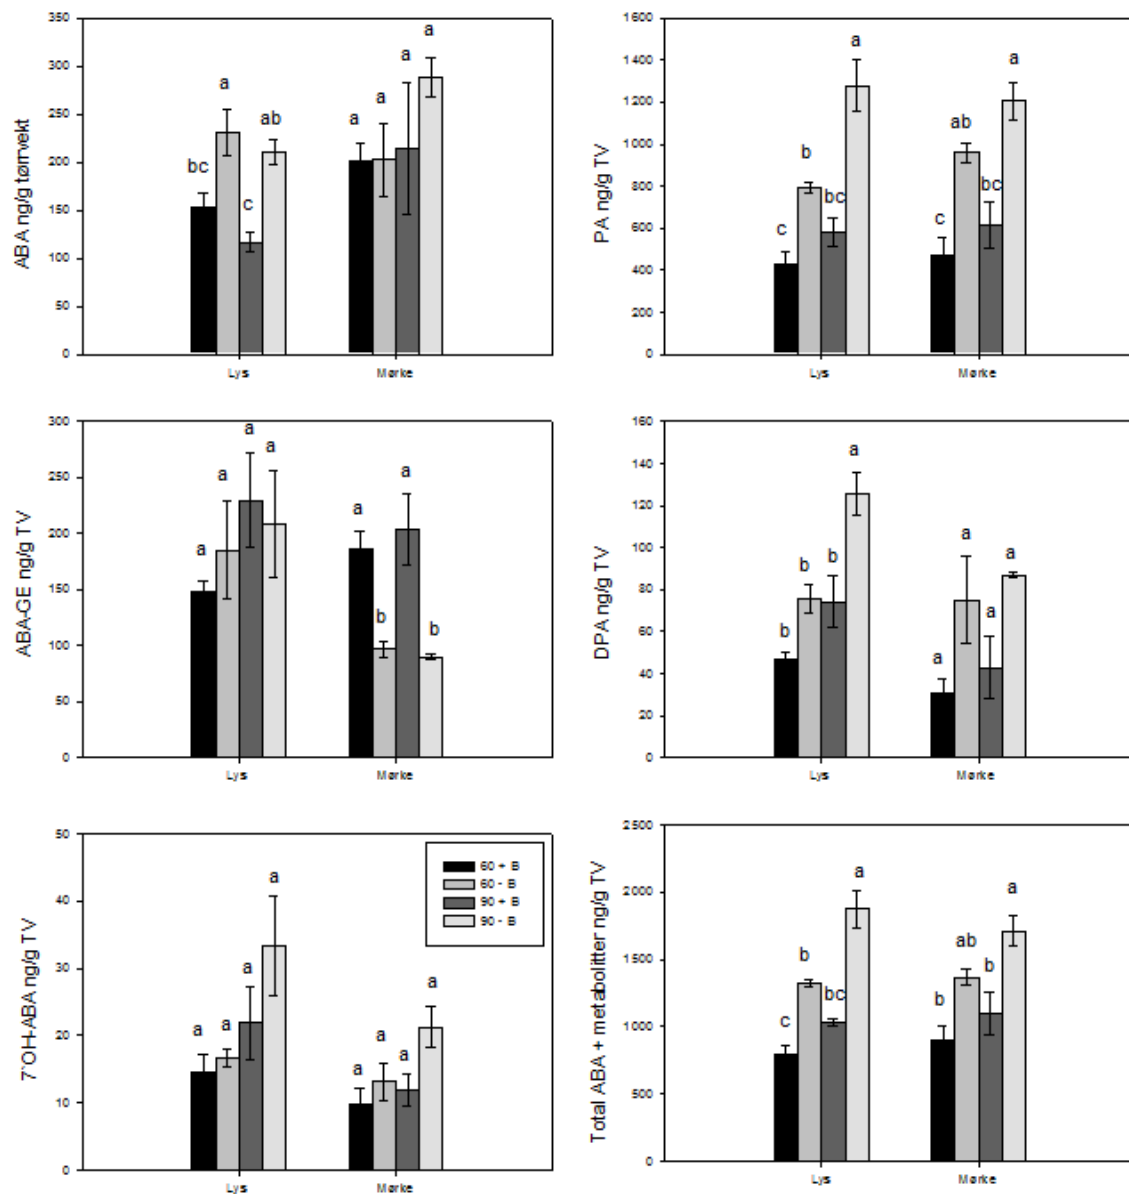 ABA ng/g tørrvekt
350
300
250
200
150
100
50
0
bc
a
c
ab
a
a
a
a
Lys
Mørke
PA ng/g TV
1600
1400
1200
1000
800
600
400
200
0
c
b
bc
a
c
ab
bc
a
Lys
Mørke
ABA-GE ng/g TV
300
250
200
150
100
50
0
a
a
a
a
a
b
a
b
Lys
Mørke
DPA ng/g TV
160
140
120
100
80
60
40
20
0
b
b
b
a
a
a
a
a
Lys
Mørke
7`OH-ABA ng/g TV
50
40
30
20
10
0
a
a
a
a
a
a
a
a
60 + B
60 - B
90 + B
90 - B
Lys
Mørke
Total ABA + metabolitter ng/g TV
2500
2000
1500
1000
500
0
c
b
bc
a
b
ab
b
a
Lys
Mørke